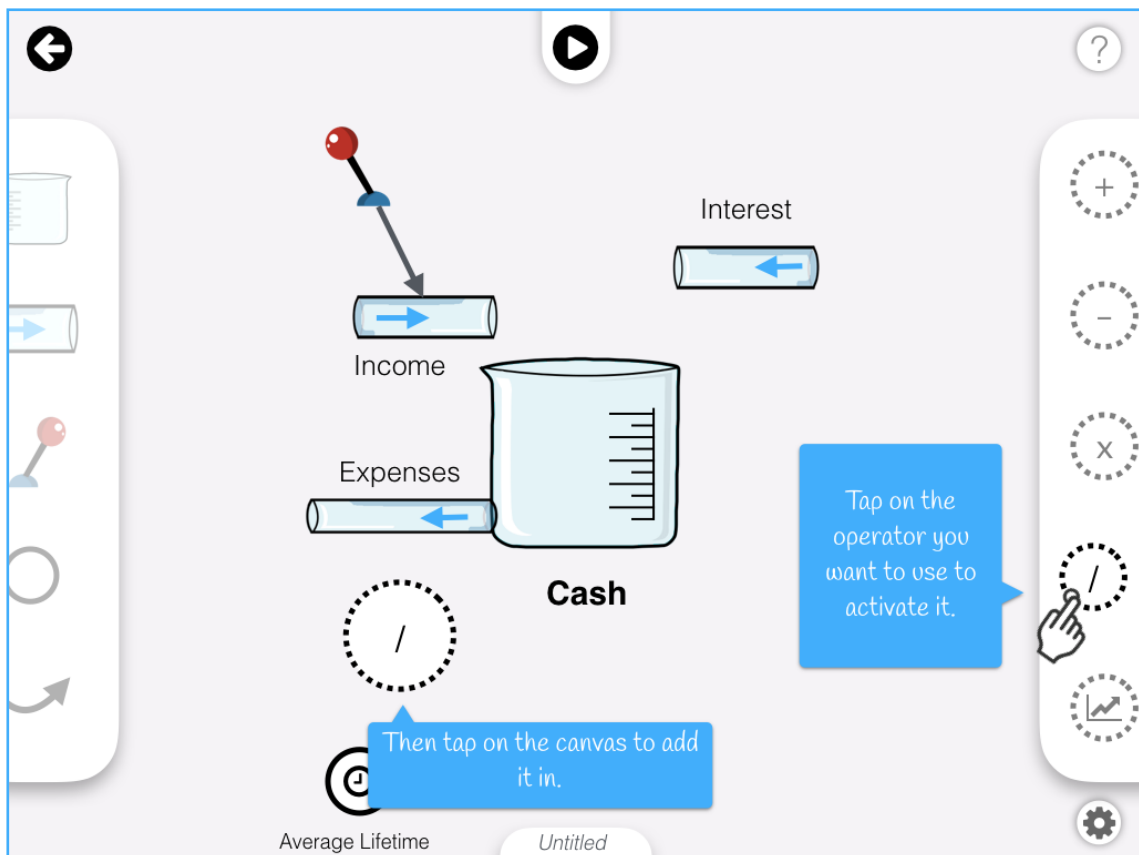 ?
Interest
+
Income
−
Expenses
x
Tap on the
operator you
want to use to
activate it.
/
Cash
/
Then tap on the canvas to add
it in.
Average Lifetime
Untitled